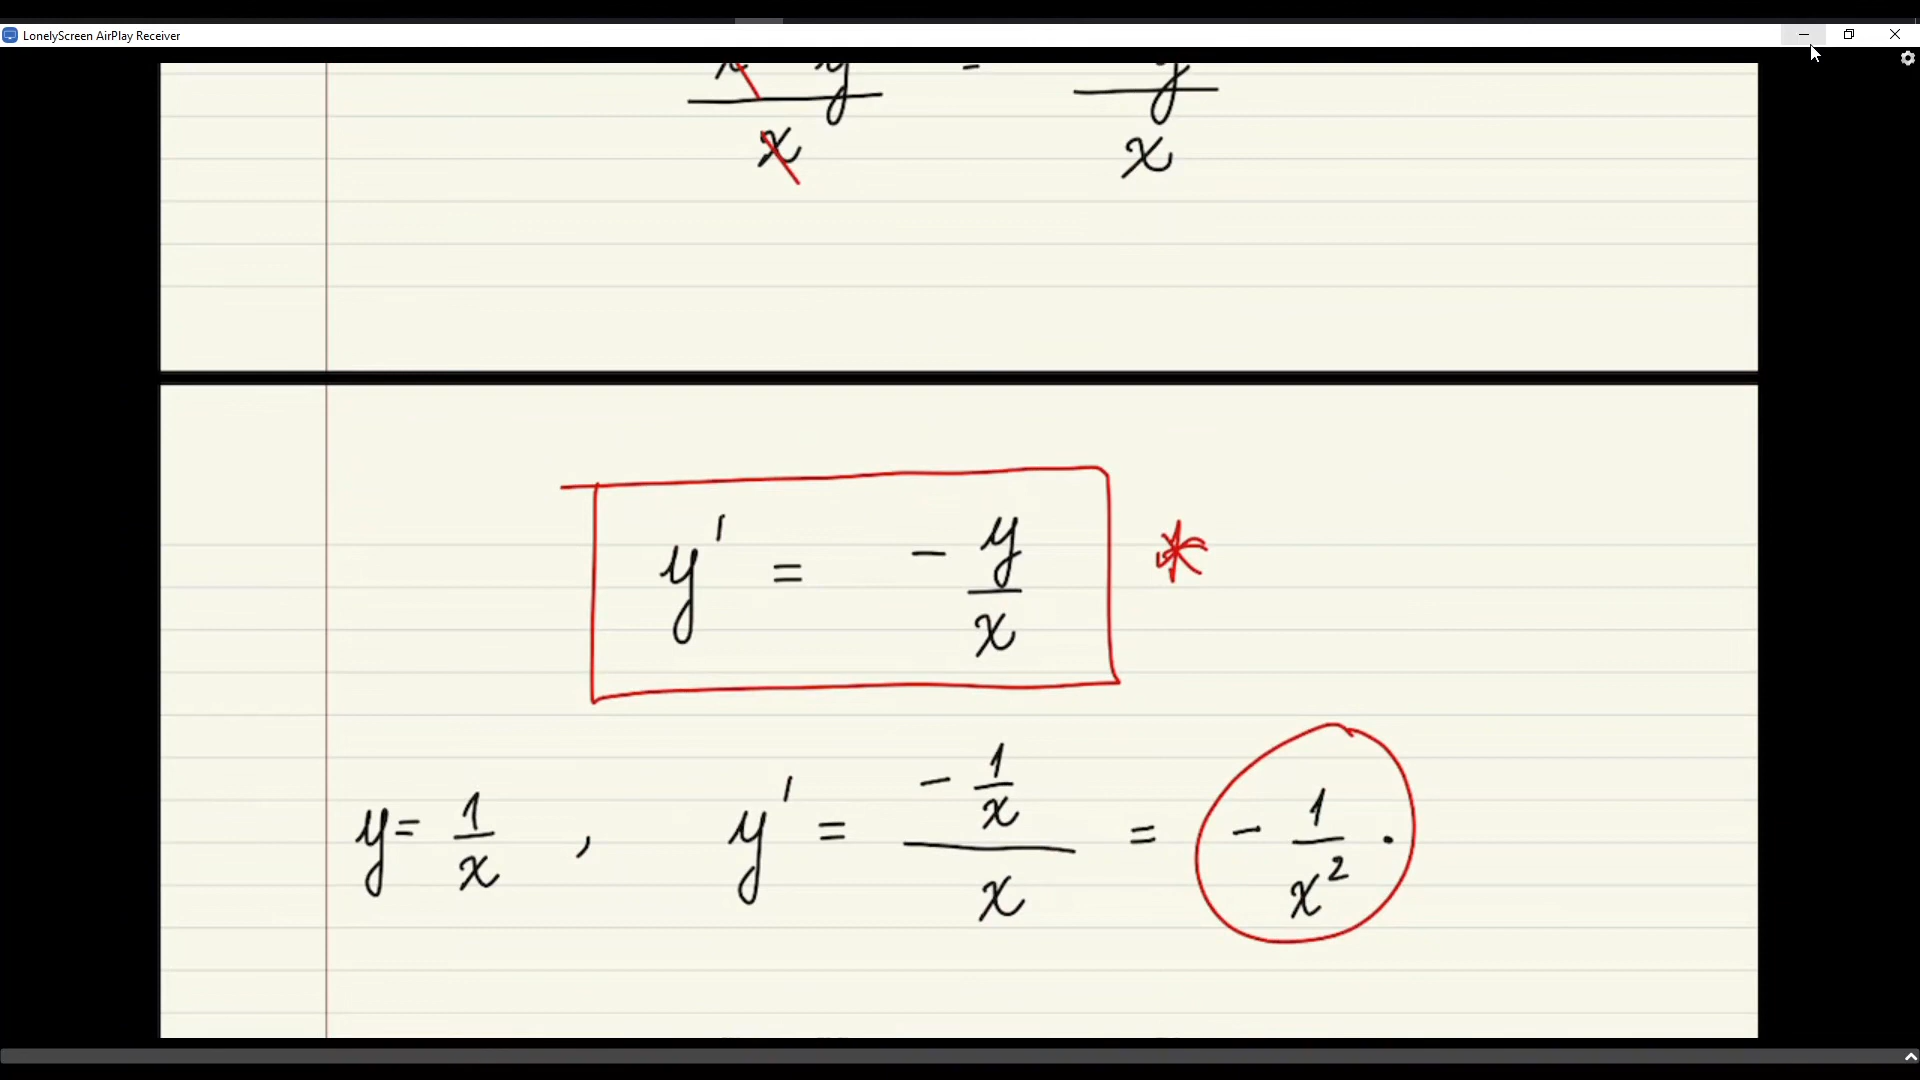 LonelyScreen AirPlay Receiver
x y = y
x x
y' = - y/x *
y = 1/x , y' = (- 1/x)/x = - 1/x² .